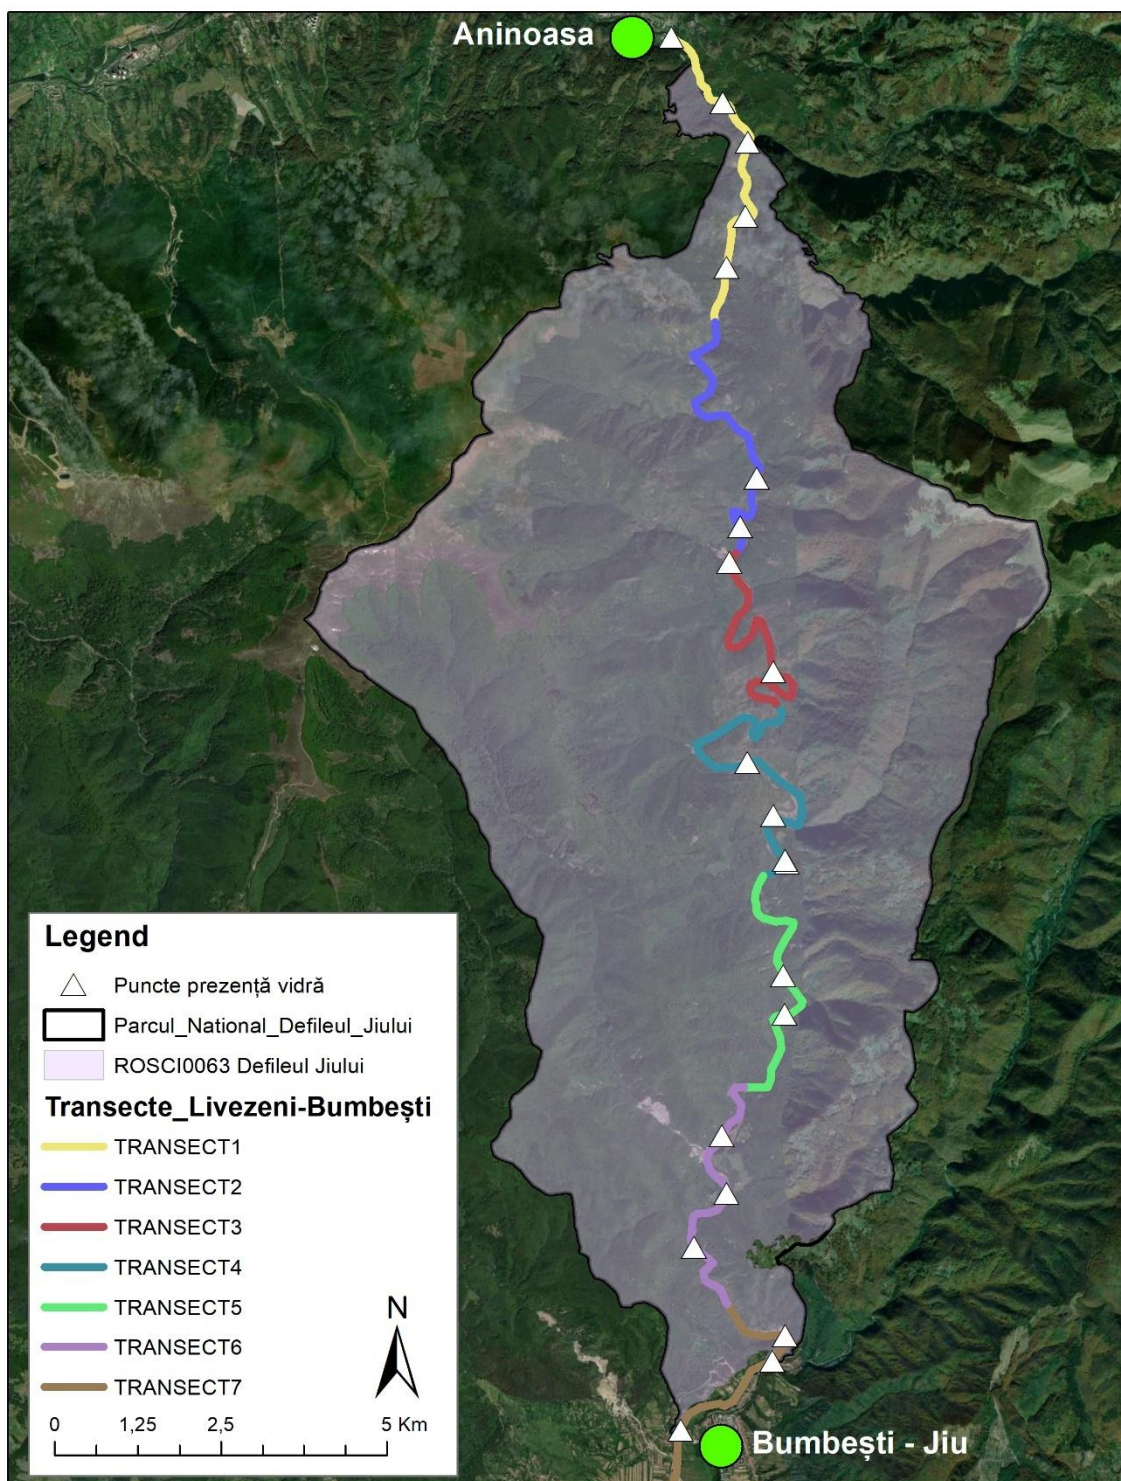 Aninoasa
Legend
Puncte prezență vidră
Parcul_National_Defileul_Jiului
ROSCI0063 Defileul Jiului
Transecte_Livezeni-Bumbești
TRANSECT1
TRANSECT2
TRANSECT3
TRANSECT4
TRANSECT5
TRANSECT6
TRANSECT7
N
0 1,25 2,5 5 Km
Bumbești - Jiu